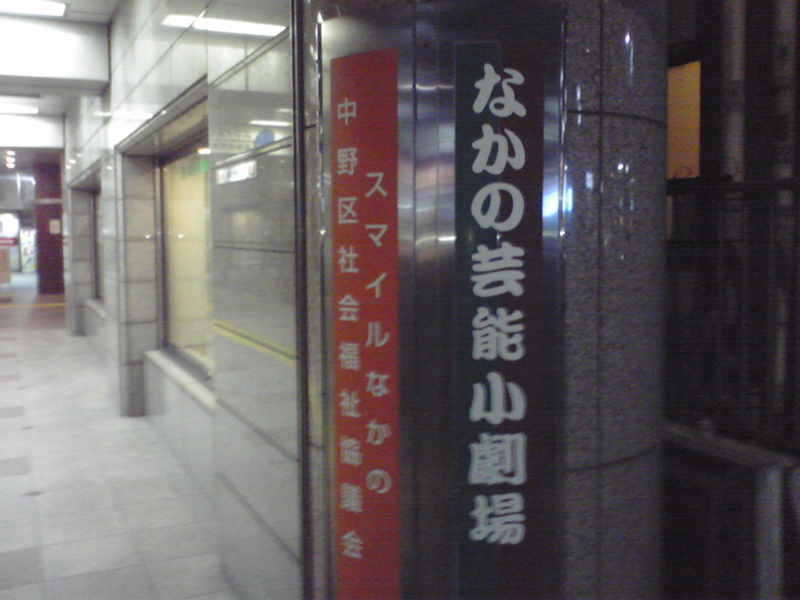 なかの芸能小劇場
スマイルなかの
中野区社会福祉協議会